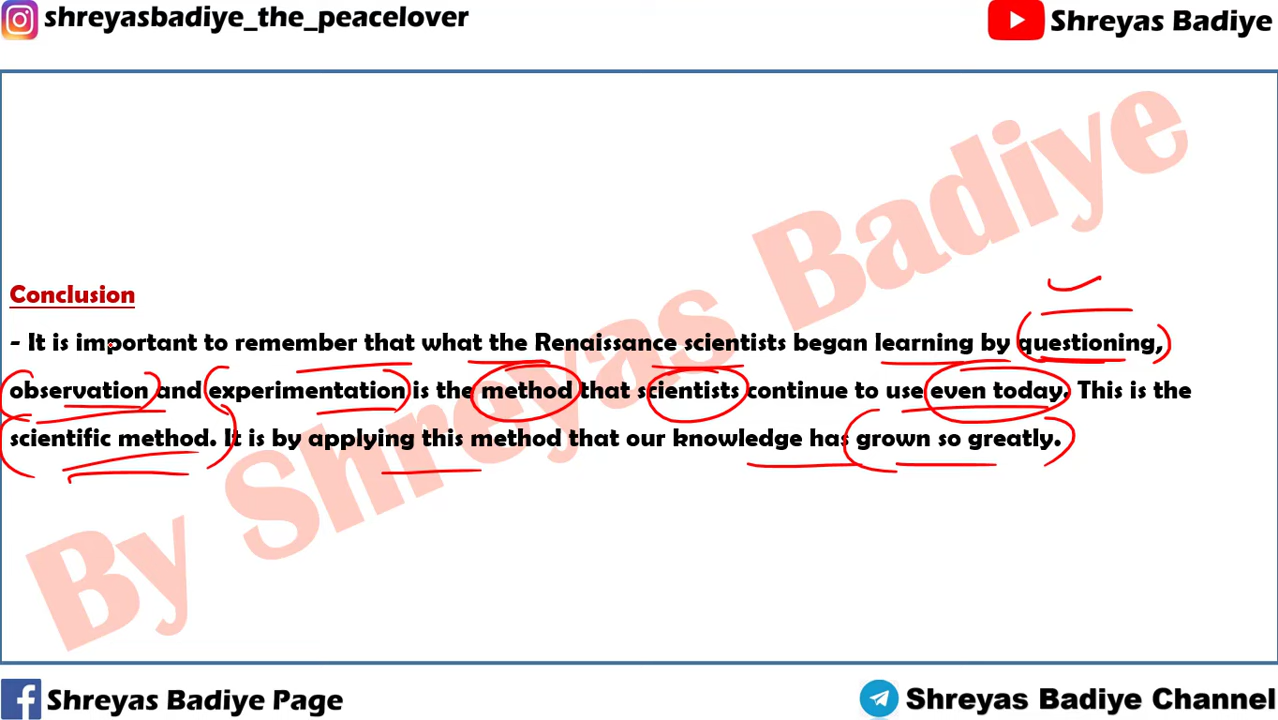 shreyasbadiye_the_peacelover
Shreyas Badiye
Conclusion
- It is important to remember that what the Renaissance scientists began learning by questioning,
observation and experimentation is the method that scientists continue to use even today. This is the
scientific method. It is by applying this method that our knowledge has grown so greatly.
By Shreyas Badiye
Shreyas Badiye Page
Shreyas Badiye Channel